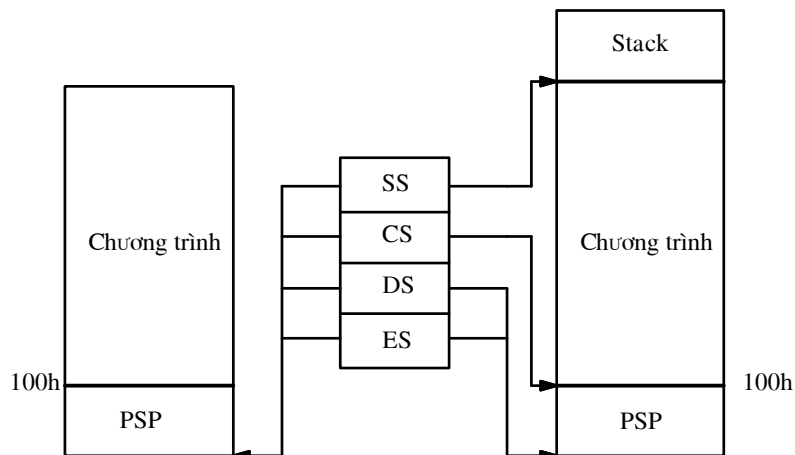 Stack
SS
CS
DS
ES
Chương trình
Chương trình
100h
100h
PSP
PSP